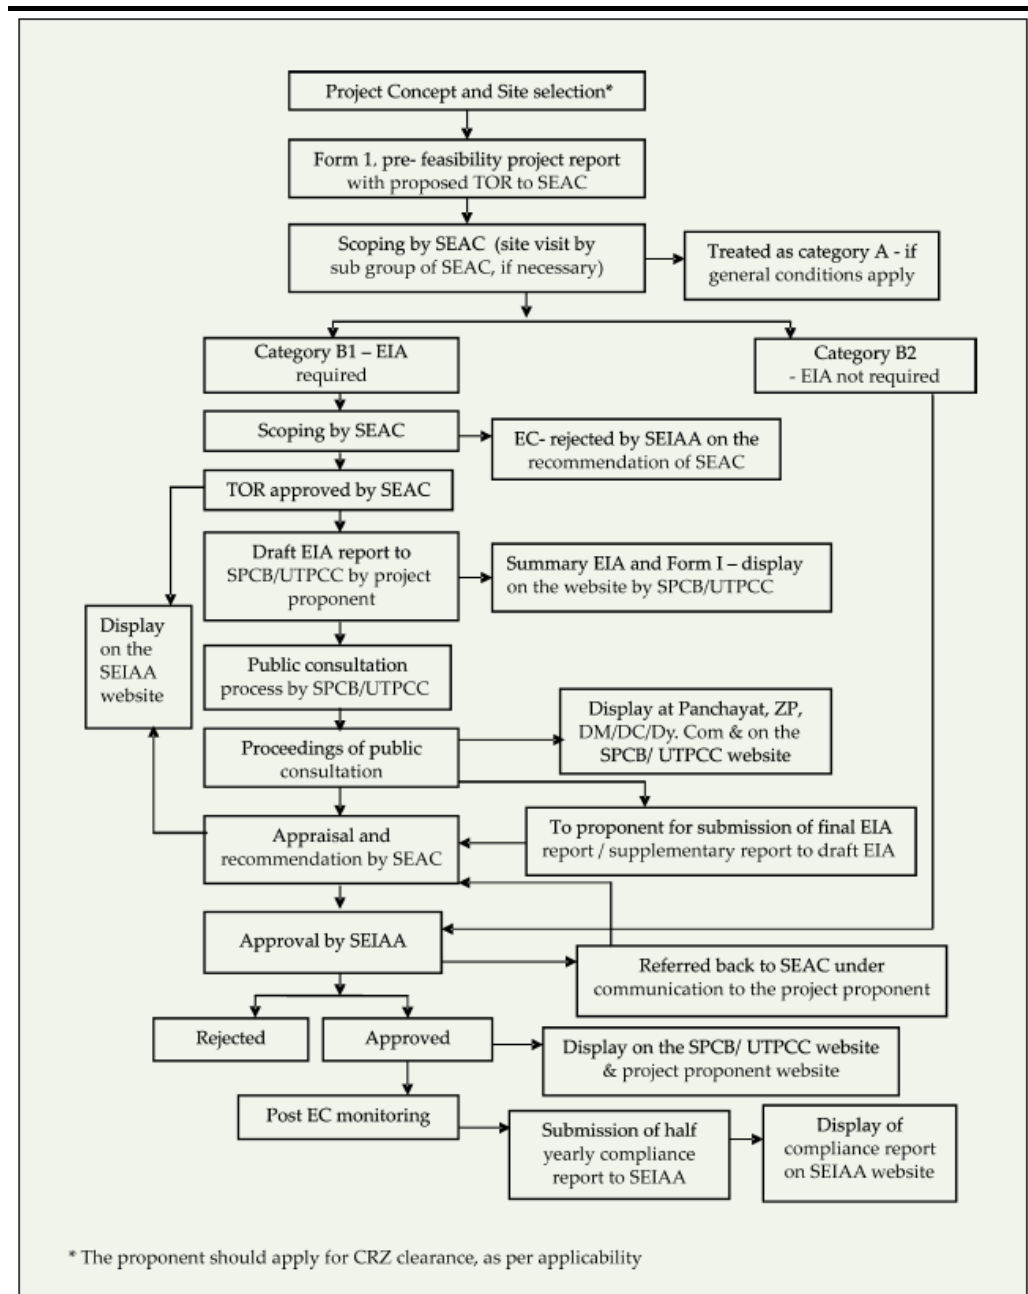 Project Concept and Site selection*
Form 1, pre- feasibility project report
with proposed TOR to SEAC
Scoping by SEAC (site visit by
sub group of SEAC, if necessary)
Treated as category A - if
general conditions apply
Category B1 – EIA
required
Category B2
- EIA not required
Scoping by SEAC
EC- rejected by SEIAA on the
recommendation of SEAC
TOR approved by SEAC
Draft EIA report to
SPCB/UTPCC by project
proponent
Summary EIA and Form I – display
on the website by SPCB/UTPCC
Display
on the
SEIAA
website
Public consultation
process by SPCB/UTPCC
Display at Panchayat, ZP,
DM/DC/Dy. Com & on the
SPCB/ UTPCC website
Proceedings of public
consultation
To proponent for submission of final EIA
report / supplementary report to draft EIA
Appraisal and
recommendation by SEAC
Approval by SEIAA
Referred back to SEAC under
communication to the project proponent
Rejected
Approved
Display on the SPCB/ UTPCC website
& project proponent website
Post EC monitoring
Submission of half
yearly compliance
report to SEIAA
Display of
compliance report
on SEIAA website
* The proponent should apply for CRZ clearance, as per applicability